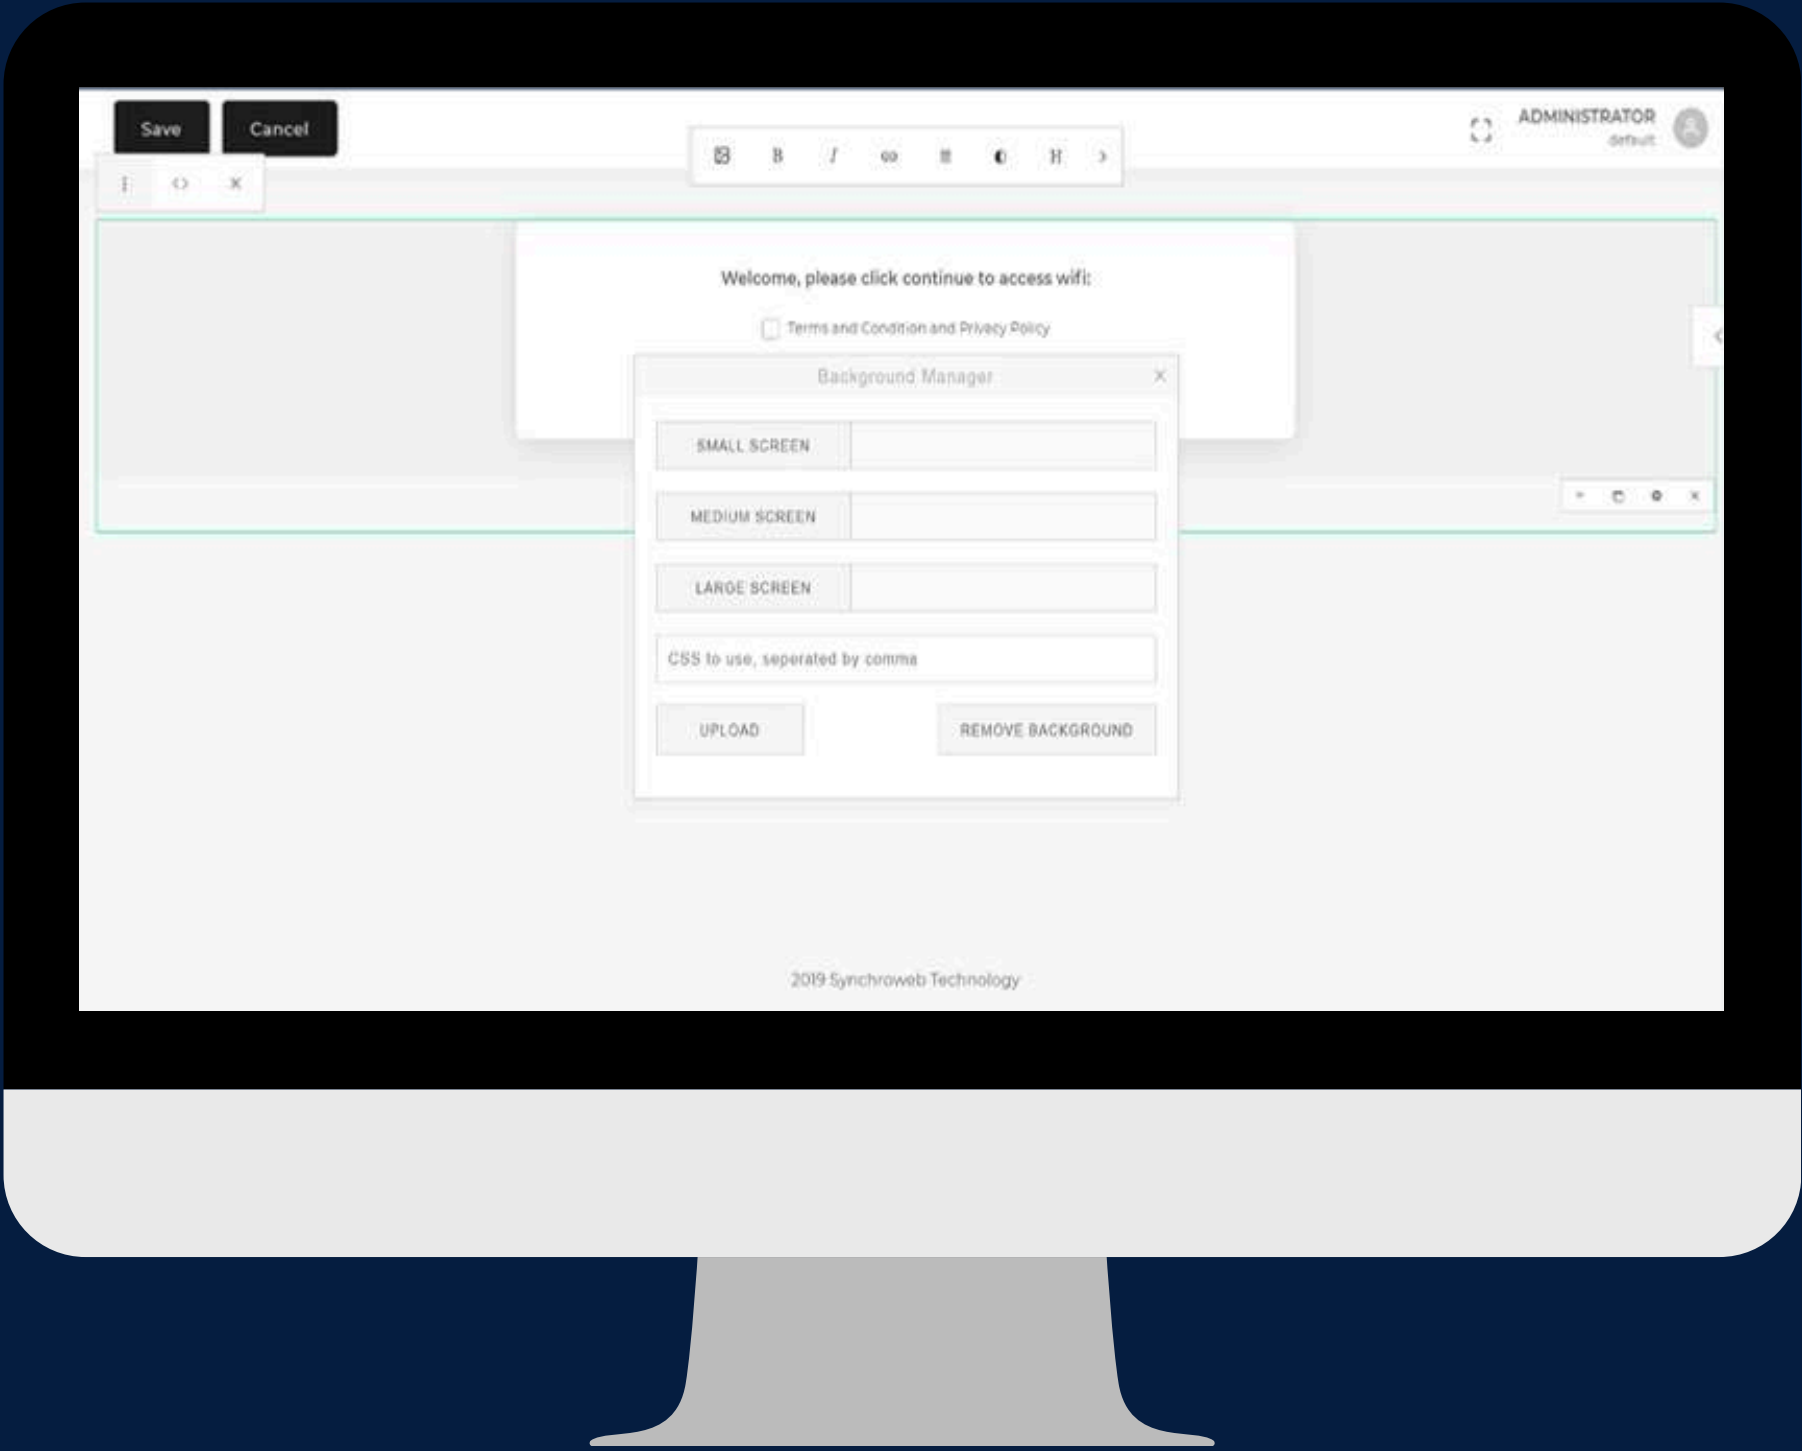 Save
Cancel
ADMINISTRATOR
default
B I H
Welcome, please click continue to access wifi:
Terms and Condition and Privacy Policy
Background Manager
SMALL SCREEN
MEDIUM SCREEN
LARGE SCREEN
CSS to use, seperated by comma
UPLOAD
REMOVE BACKGROUND
2019 Synchroweb Technology